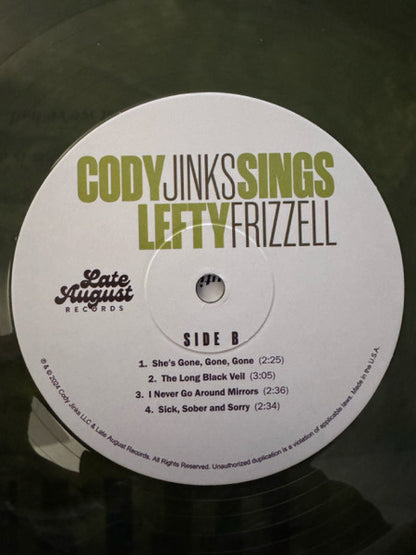 CODYJINKSSINGS
LEFTYFRIZZELL
Late
August
RECORDS
SIDE B
1. She's Gone, Gone, Gone (2:25)
2. The Long Black Veil (3:05)
3. I Never Go Around Mirrors (2:36)
4. Sick, Sober and Sorry (2:34)
℗ & © 2024 Cody Jinks LLC & Late August Records. All Rights Reserved. Unauthorized duplication is a violation of applicable laws. Made in the U.S.A.